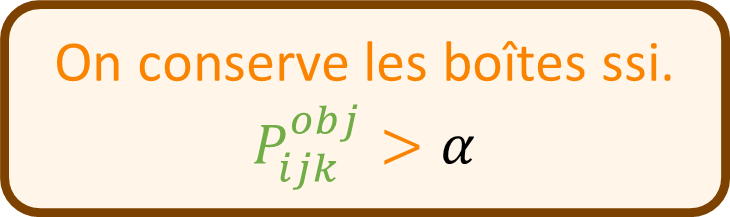 On conserve les boîtes ssi.
P_{ijk}^{obj} > α